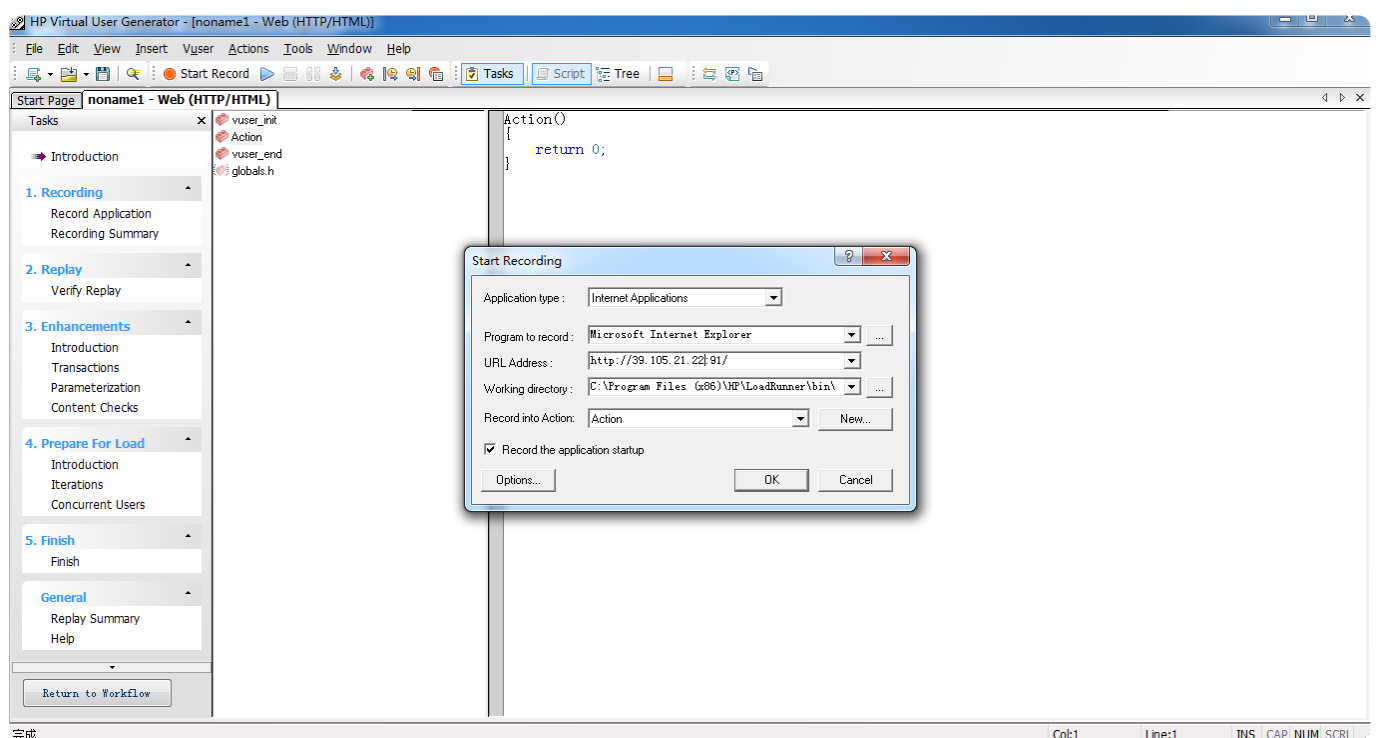 HP Virtual User Generator - [noname1 - Web (HTTP/HTML)]
File Edit View Insert Vuser Actions Tools Window Help
Start Record Tasks Script Tree
Start Page noname1 - Web (HTTP/HTML)
Tasks
Introduction
1. Recording
Record Application
Recording Summary
2. Replay
Verify Replay
3. Enhancements
Introduction
Transactions
Parameterization
Content Checks
4. Prepare For Load
Introduction
Iterations
Concurrent Users
5. Finish
Finish
General
Replay Summary
Help
Return to Workflow
vuser_init
Action
vuser_end
globals.h
Action()
{
return 0;
}
Start Recording
Application type : Internet Applications
Program to record : Microsoft Internet Explorer ...
URL Address : http://39.105.21.22:91/
Working directory : C:\Program Files (x86)\HP\LoadRunner\bin\ ...
Record into Action: Action New...
Record the application startup
Options... OK Cancel
完成 Col:1 Line:1 INS CAP NUM SCRL